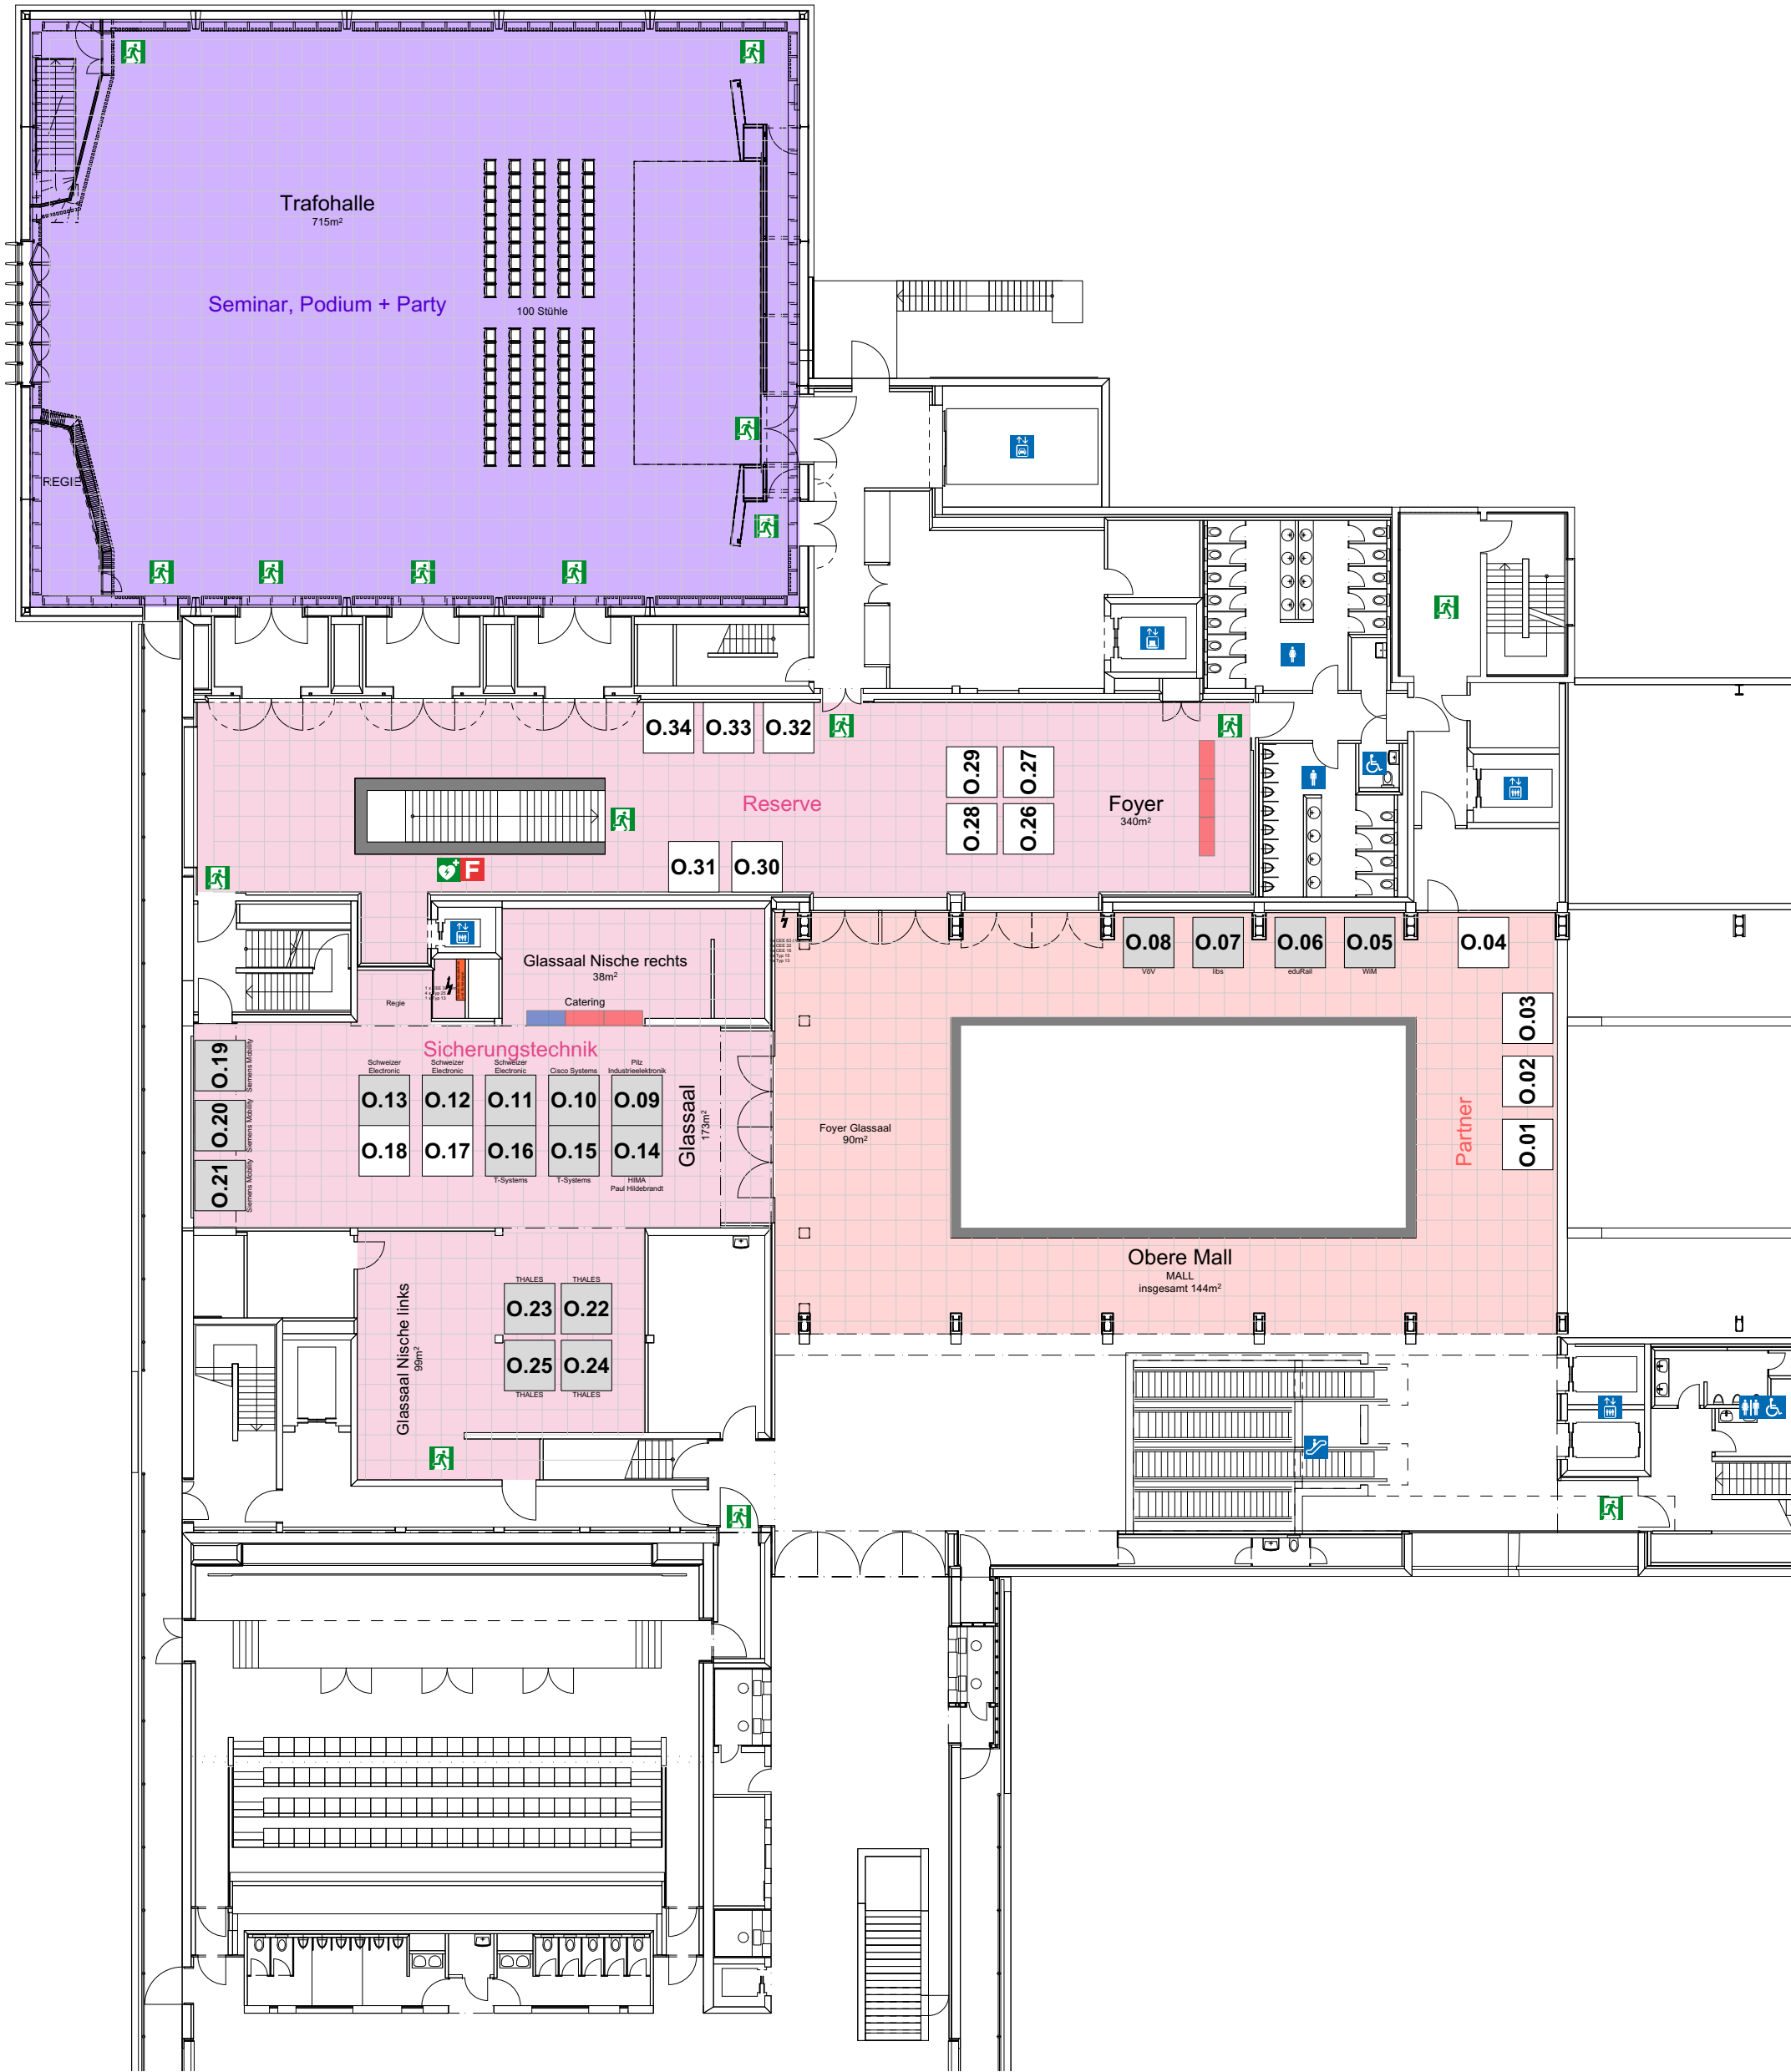 Trafohalle
715m²
Seminar, Podium + Party
100 Stühle
REGIE
O.34
O.33
O.32
O.29
O.27
Reserve
Foyer
340m²
O.28
O.26
O.31
O.30
F
Glassaal Nische rechts
38m²
Catering
Regie
O.08
VöV
O.07
libs
O.06
eduRail
O.05
WiM
O.04
O.03
O.02
O.01
Partner
Foyer Glassaal
90m²
Obere Mall
MALL
insgesamt 144m²
Sicherungstechnik
O.19
Siemens Mobility
O.20
Siemens Mobility
O.21
Siemens Mobility
Schweizer
Electronic
O.13
Schweizer
Electronic
O.12
Schweizer
Electronic
O.11
Cisco Systems
O.10
Pilz
Industrieelektronik
O.09
O.18
O.17
O.16
T-Systems
O.15
T-Systems
O.14
HIMA
Paul Hildebrandt
Glassaal
173m²
Glassaal Nische links
99m²
THALES
O.23
THALES
O.22
O.25
THALES
O.24
THALES